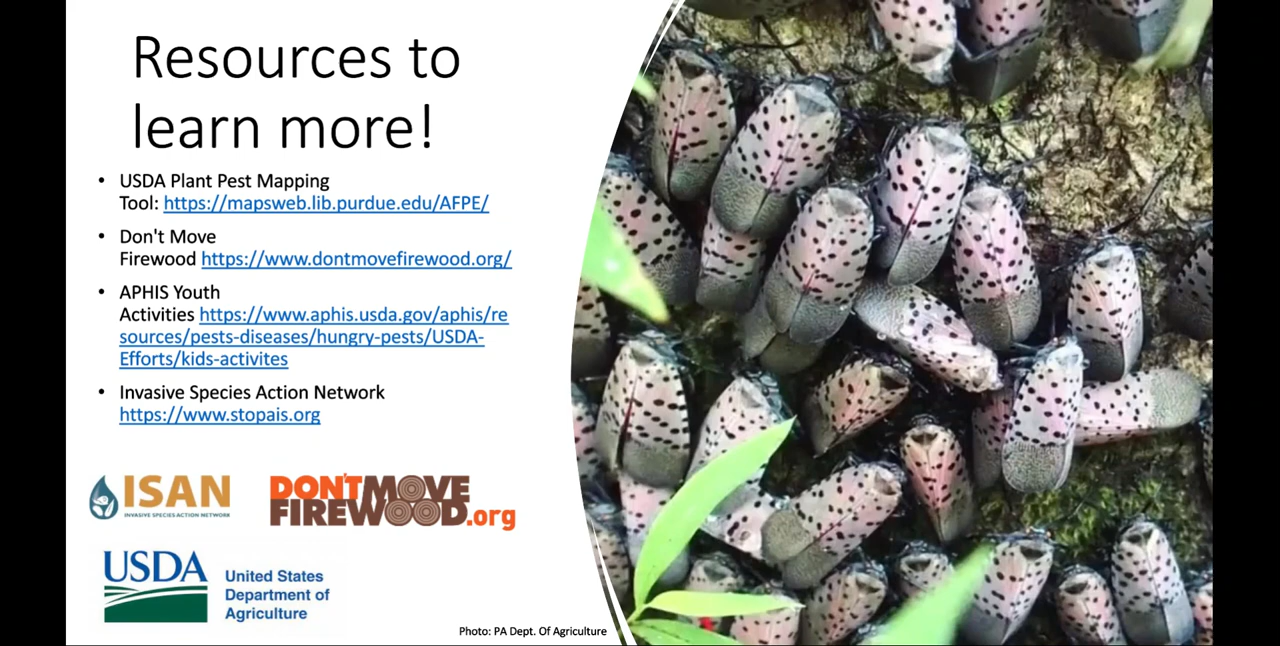 Resources to
learn more!
• USDA Plant Pest Mapping
Tool: https://mapsweb.lib.purdue.edu/AFPE/
• Don't Move
Firewood https://www.dontmovefirewood.org/
• APHIS Youth
Activities https://www.aphis.usda.gov/aphis/re
sources/pests-diseases/hungry-pests/USDA-
Efforts/kids-activites
• Invasive Species Action Network
https://www.stopais.org
ISAN
INVASIVE SPECIES ACTION NETWORK
DON'T MOVE
FIREWOOD.org
USDA
United States
Department of
Agriculture
Photo: PA Dept. Of Agriculture